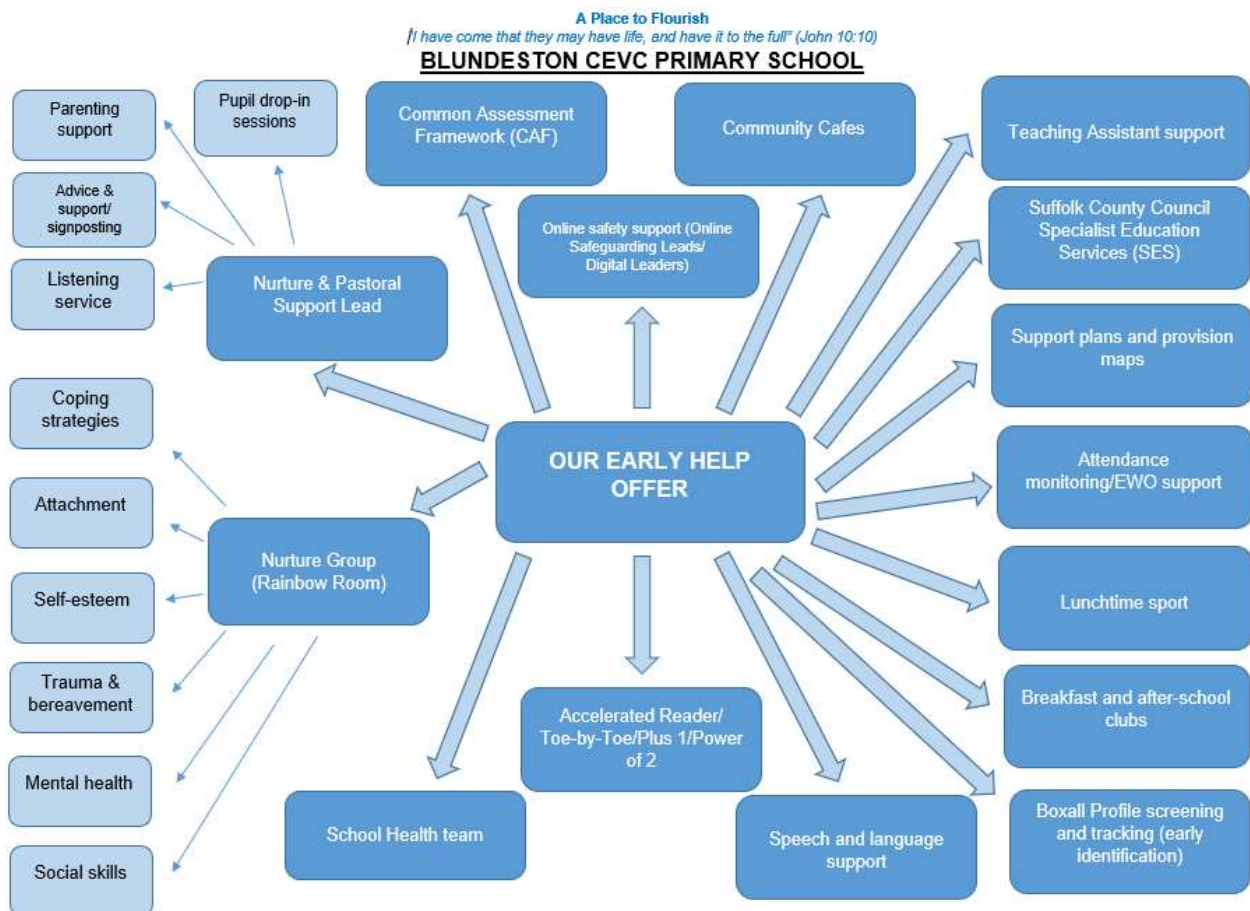 A Place to Flourish
"I have come that they may have life, and have it to the full" (John 10:10)
BLUNDESTON CEVC PRIMARY SCHOOL
Parenting
support
Pupil drop-in
sessions
Common Assessment
Framework (CAF)
Community Cafes
Teaching Assistant support
Advice &
support/
signposting
Online safety support (Online
Safeguarding Leads/
Digital Leaders)
Suffolk County Council
Specialist Education
Services (SES)
Listening
service
Nurture & Pastoral
Support Lead
Support plans and provision
maps
Coping
strategies
OUR EARLY HELP
OFFER
Attendance
monitoring/EWO support
Attachment
Nurture Group
(Rainbow Room)
Self-esteem
Lunchtime sport
Trauma &
bereavement
Accelerated Reader/
Toe-by-Toe/Plus 1/Power
of 2
Breakfast and after-school
clubs
Mental health
School Health team
Speech and language
support
Boxall Profile screening
and tracking (early
identification)
Social skills